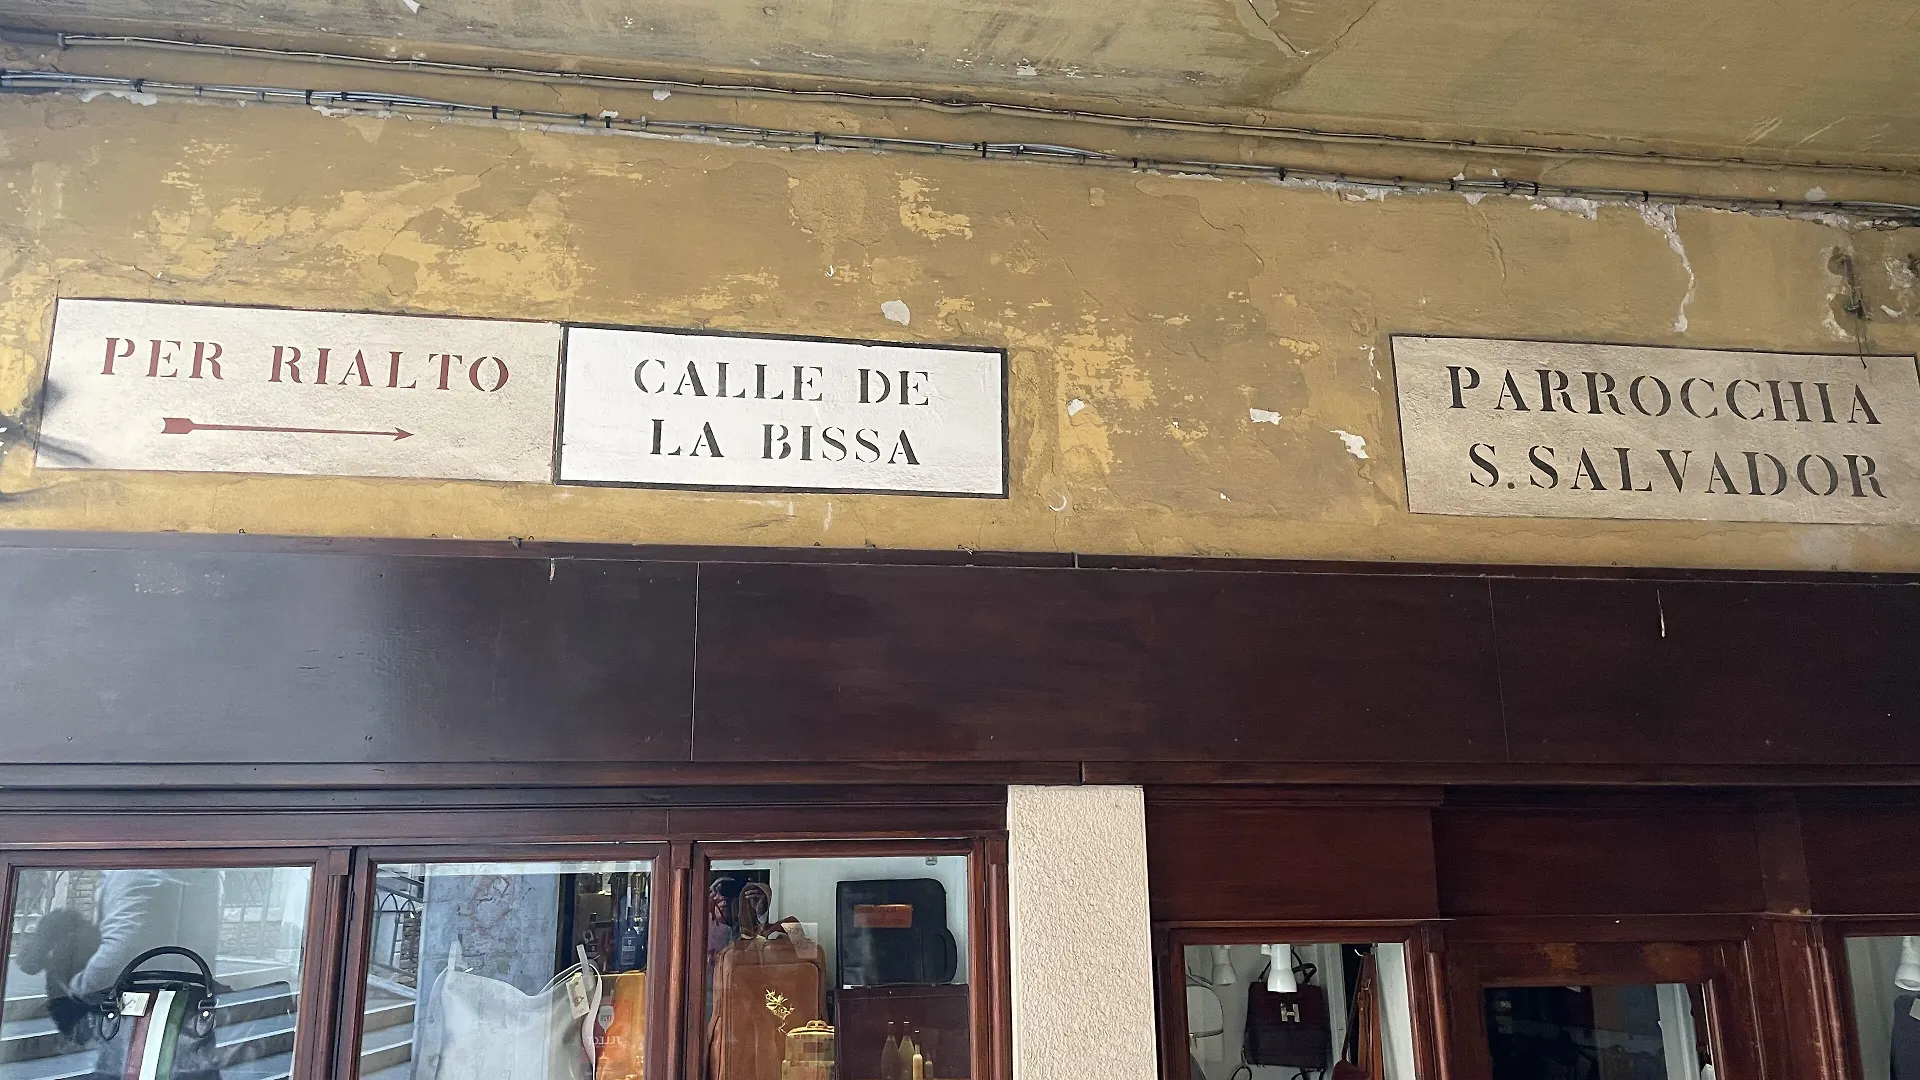 PER RIALTO
CALLE DE
LA BISSA
PARROCCHIA
S. SALVADOR
H